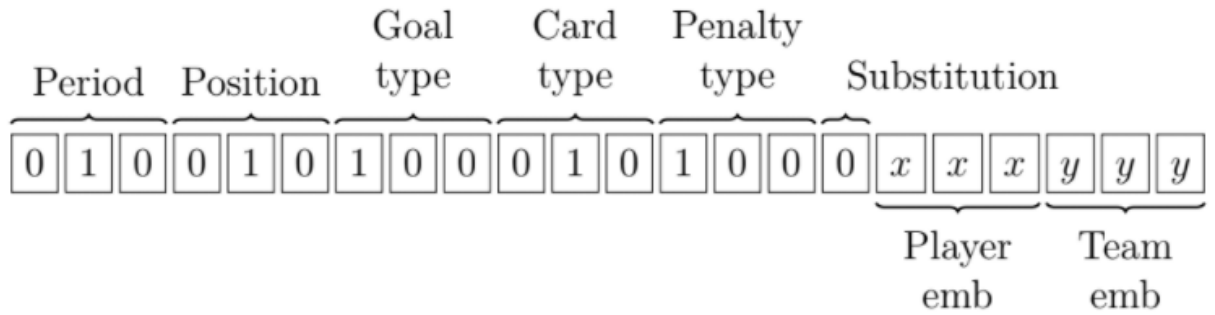 Goal Card Penalty
Period Position type type type Substitution
0 1 0 0 1 0 1 0 0 0 1 0 1 0 0 0 x x x y y y
Player Team
emb emb